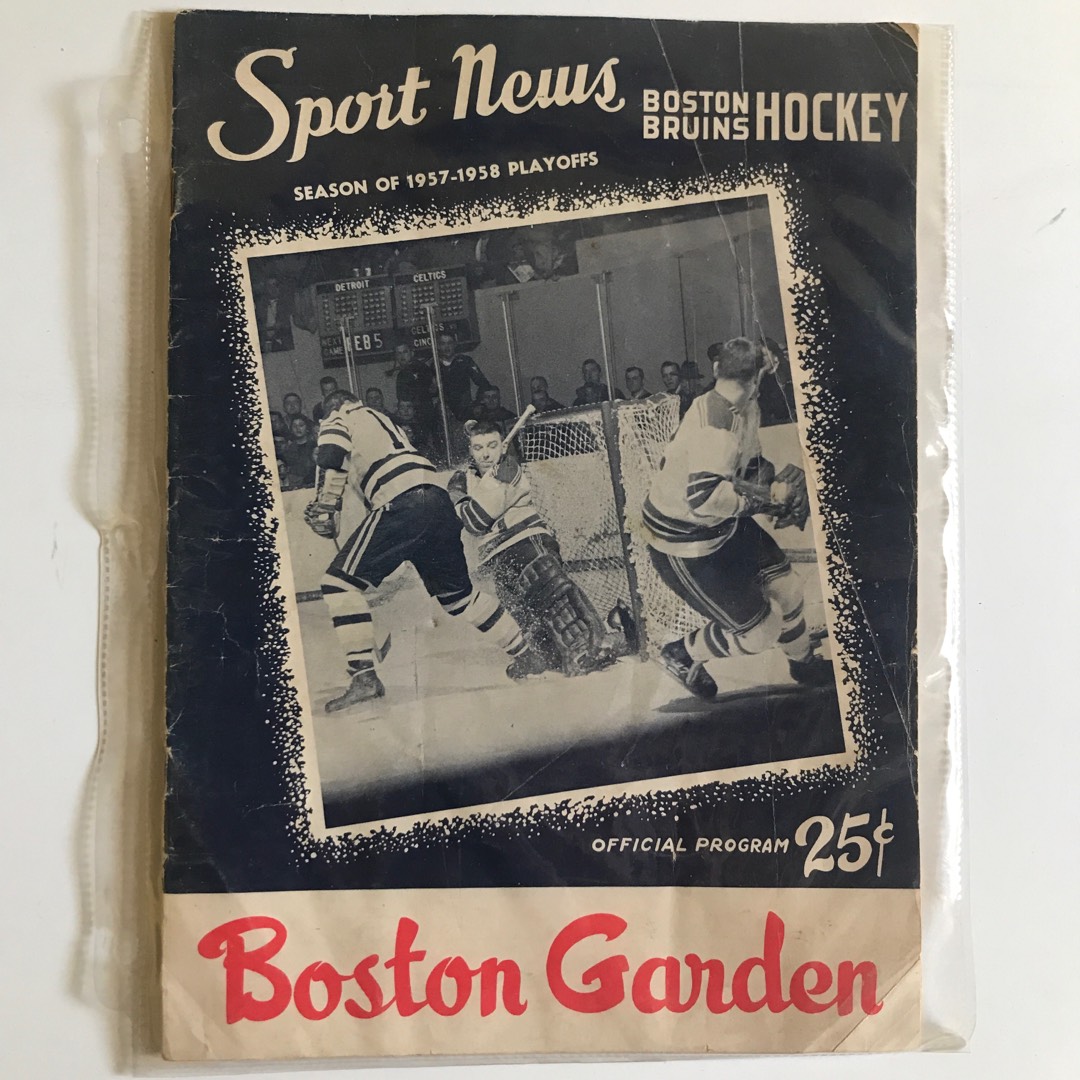 Sport News
BOSTON
BRUINS HOCKEY
SEASON OF 1957-1958 PLAYOFFS
DETROIT CELTICS
CELTICS
FEB 5
OFFICIAL PROGRAM 25¢
Boston Garden